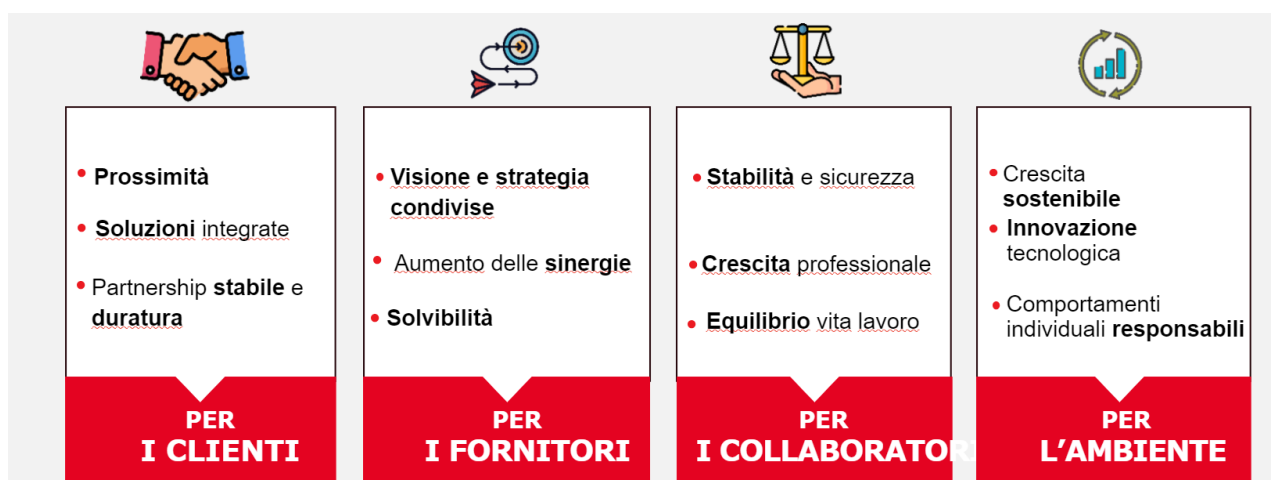 Prossimità
Soluzioni integrate
Partnership stabile e
duratura
PER
I CLIENTI
Visione e strategia
condivise
Aumento delle sinergie
Solvibilità
PER
I FORNITORI
Stabilità e sicurezza
Crescita professionale
Equilibrio vita lavoro
PER
I COLLABORATORI
Crescita
sostenibile
Innovazione
tecnologica
Comportamenti
individuali responsabili
PER
L'AMBIENTE